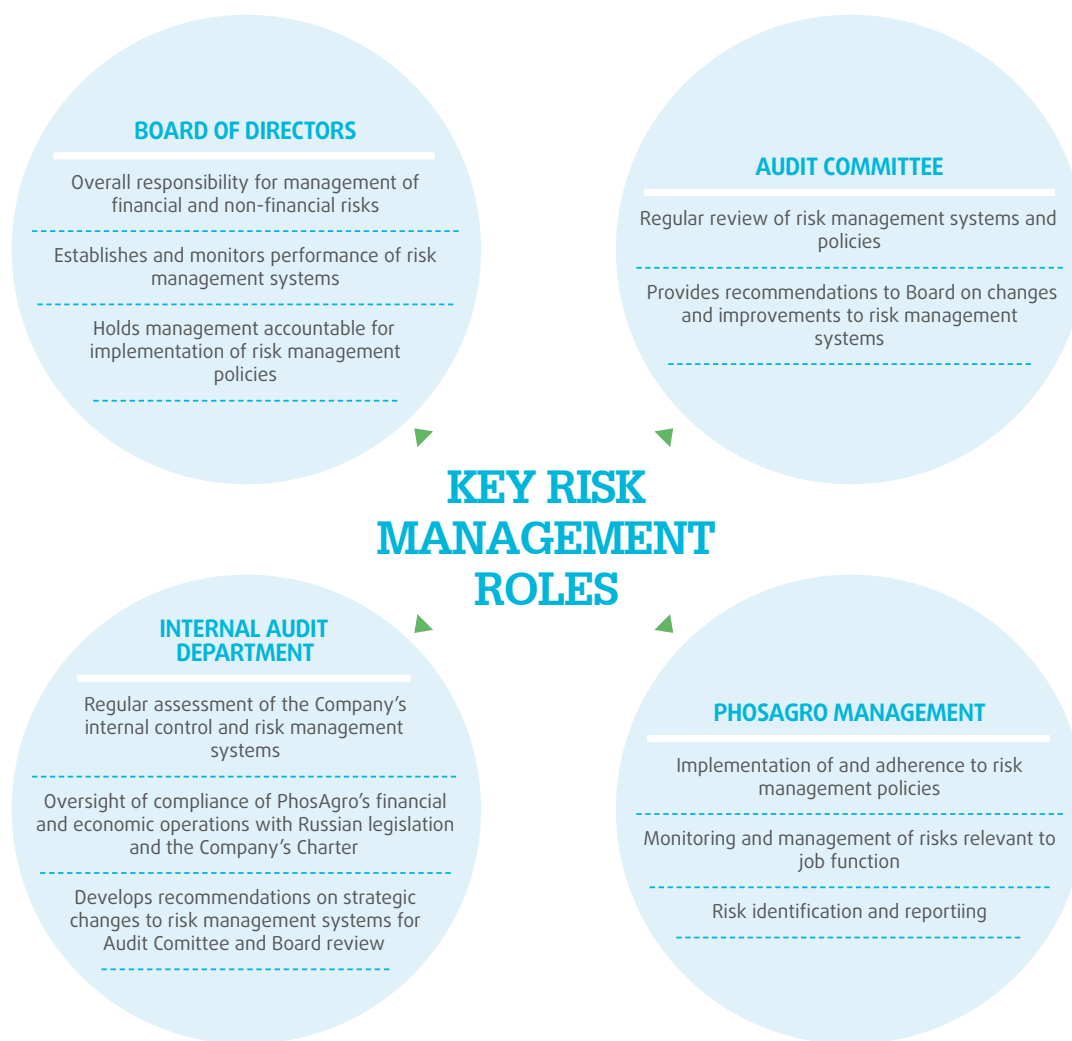 BOARD OF DIRECTORS
Overall responsibility for management of
financial and non-financial risks
Establishes and monitors performance of risk
management systems
Holds management accountable for
implementation of risk management
policies
AUDIT COMMITTEE
Regular review of risk management systems and
policies
Provides recommendations to Board on changes
and improvements to risk management
systems
KEY RISK
MANAGEMENT
ROLES
INTERNAL AUDIT
DEPARTMENT
Regular assessment of the Company’s
internal control and risk management
systems
Oversight of compliance of PhosAgro’s financial
and economic operations with Russian legislation
and the Company’s Charter
Develops recommendations on strategic
changes to risk management systems for
Audit Comittee and Board review
PHOSAGRO MANAGEMENT
Implementation of and adherence to risk
management policies
Monitoring and management of risks relevant to
job function
Risk identification and reportiing